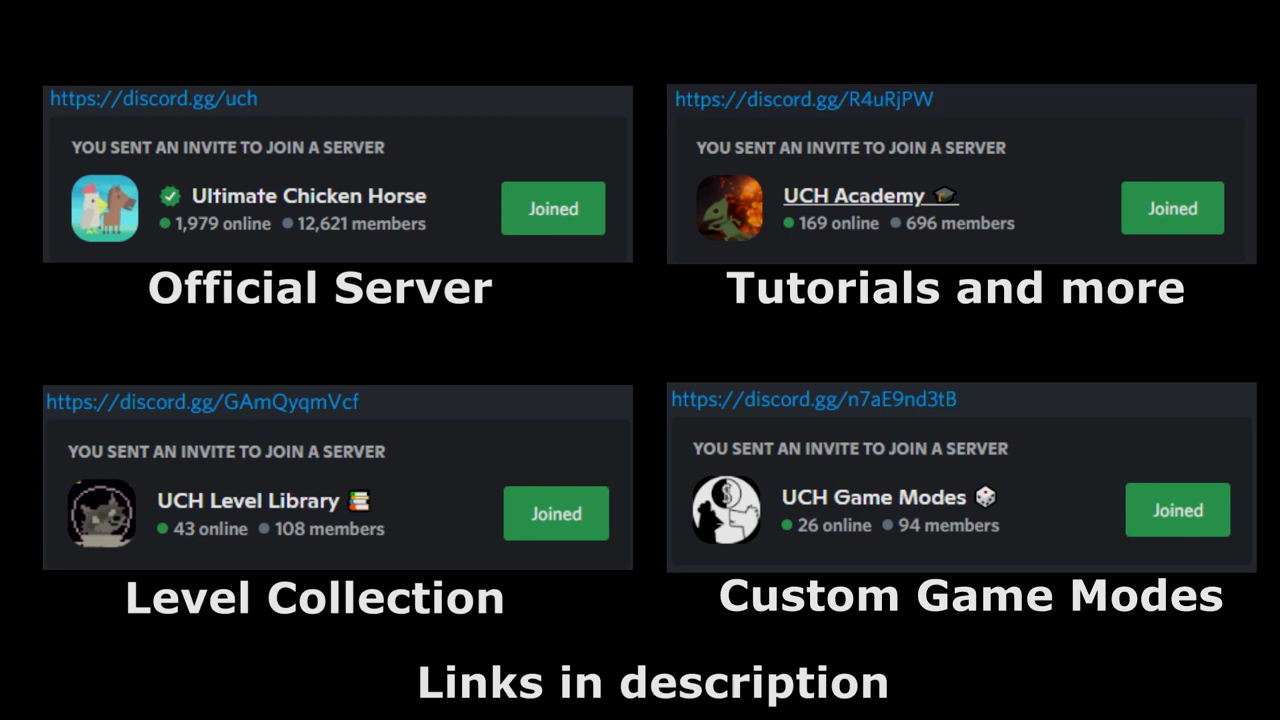 https://discord.gg/uch
YOU SENT AN INVITE TO JOIN A SERVER
Ultimate Chicken Horse
1,979 online 12,621 members
Joined
Official Server
https://discord.gg/R4uRjPW
YOU SENT AN INVITE TO JOIN A SERVER
UCH Academy
169 online 696 members
Joined
Tutorials and more
https://discord.gg/GAmQyqmVcf
YOU SENT AN INVITE TO JOIN A SERVER
UCH Level Library
43 online 108 members
Joined
Level Collection
https://discord.gg/n7aE9nd3tB
YOU SENT AN INVITE TO JOIN A SERVER
UCH Game Modes
26 online 94 members
Joined
Custom Game Modes
Links in description